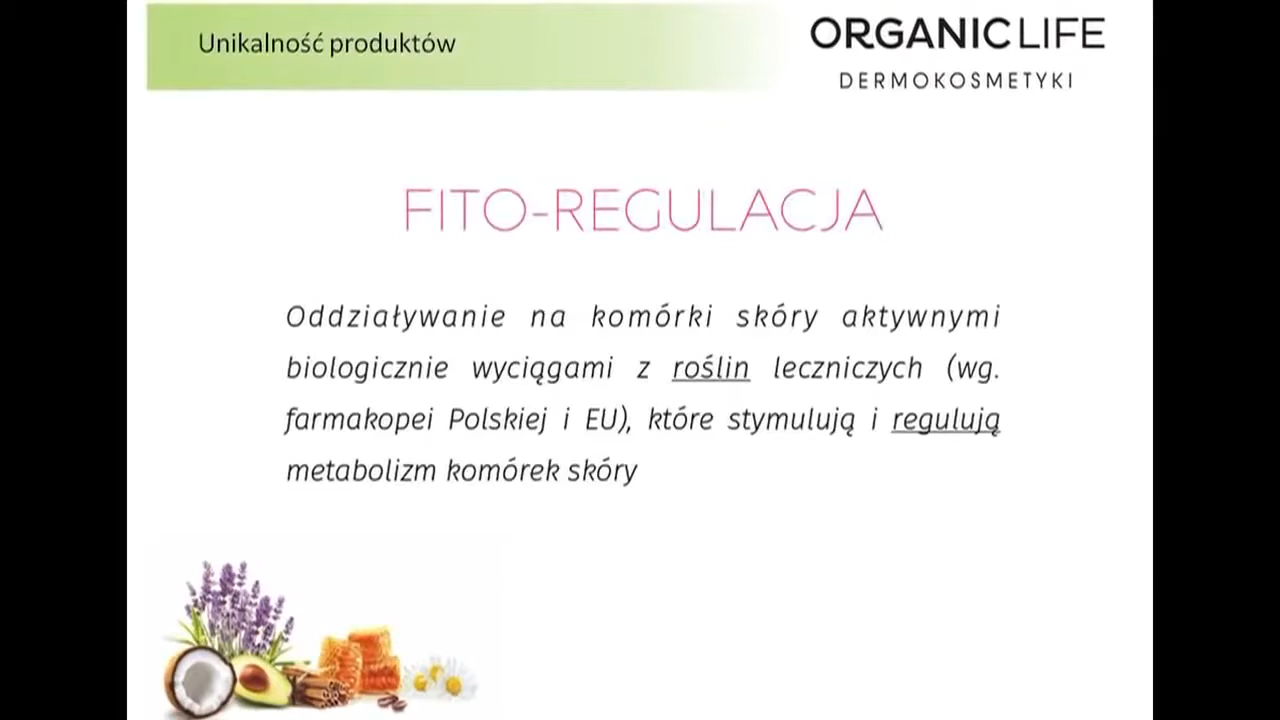 Unikalność produktów
ORGANIC LIFE
DERMOKOSMETYKI
FITO-REGULACJA
Oddziaływanie na komórki skóry aktywnymi
biologicznie wyciągami z roślin leczniczych (wg.
farmakopei Polskiej i EU), które stymulują i regulują
metabolizm komórek skóry